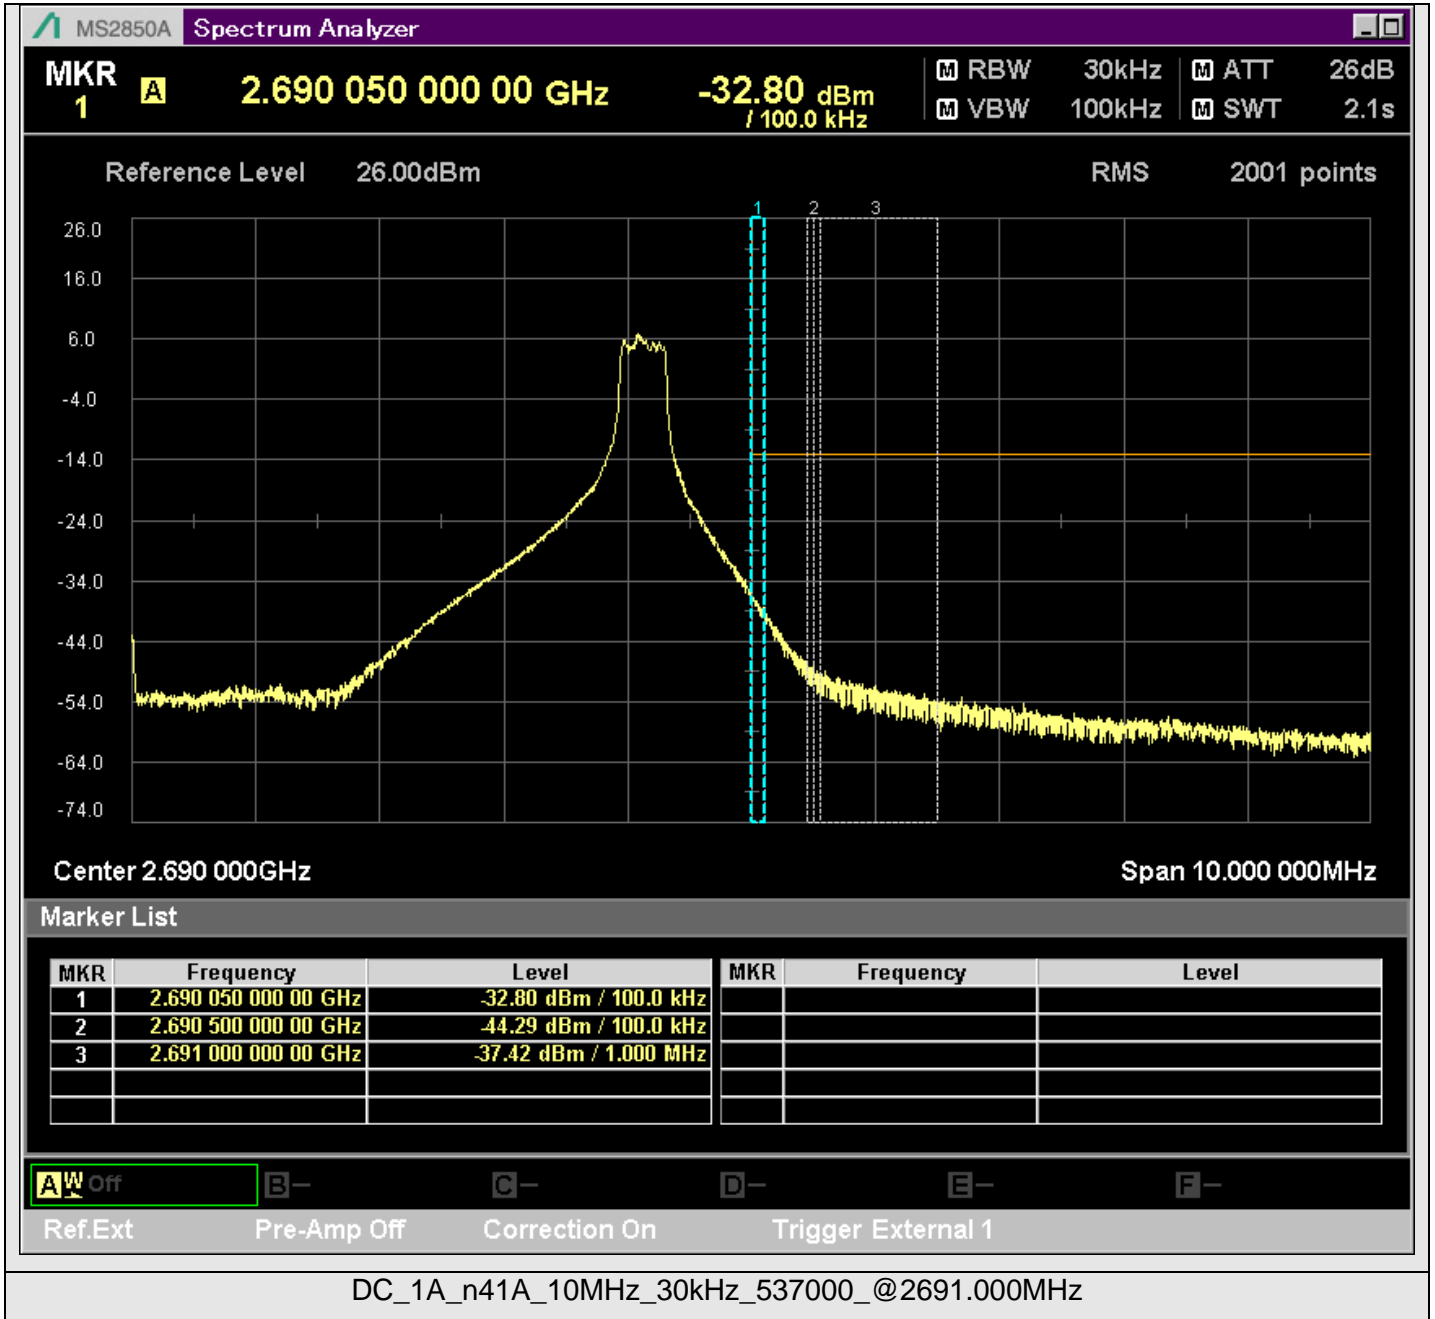 MS2850A Spectrum Analyzer
MKR 1 A 2.690 050 000 00 GHz -32.80 dBm / 100.0 kHz
M RBW 30kHz M ATT 26dB
M VBW 100kHz M SWT 2.1s
Reference Level 26.00dBm RMS 2001 points
1 2 3
26.0
16.0
6.0
-4.0
-14.0
-24.0
-34.0
-44.0
-54.0
-64.0
-74.0
Center 2.690 000GHz Span 10.000 000MHz
Marker List
MKR Frequency Level MKR Frequency Level
1 2.690 050 000 00 GHz -32.80 dBm / 100.0 kHz
2 2.690 500 000 00 GHz -44.29 dBm / 100.0 kHz
3 2.691 000 000 00 GHz -37.42 dBm / 1.000 MHz
A W Off B- C- D- E- F-
Ref.Ext Pre-Amp Off Correction On Trigger External 1
DC_1A_n41A_10MHz_30kHz_537000_@2691.000MHz